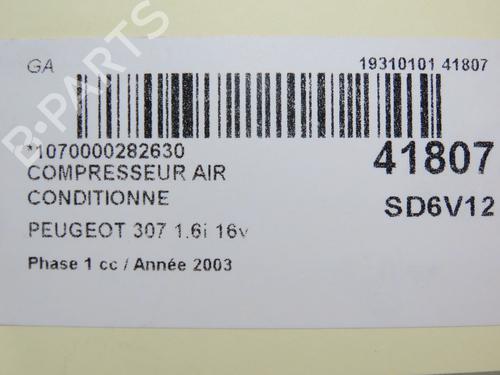 B-PARTS
GA
19310101 41807
*1070000282630
41807
COMPRESSEUR AIR
CONDITIONNE
SD6V12
PEUGEOT 307 1.6i 16v
Phase 1 cc / Année 2003